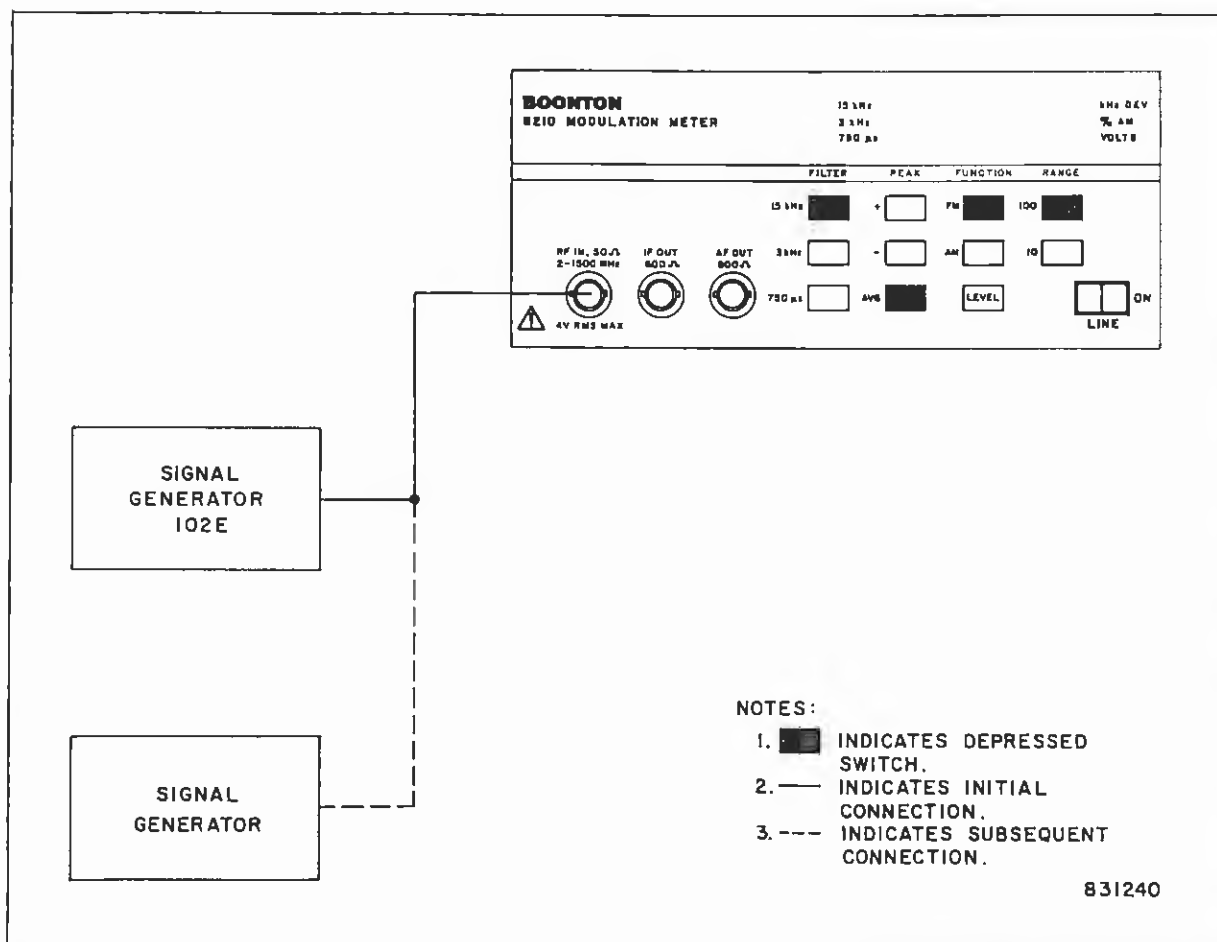 BOONTON
8210 MODULATION METER
15 kHz
3 kHz
750 µs
kHz DEV
% AM
VOLTS
FILTER PEAK FUNCTION RANGE
15 kHz + FM 100
3 kHz - AM 10
750 µs AVG LEVEL
RF IN, 50Ω
2-1500 MHz
IF OUT
600Ω
AF OUT
600Ω
4V RMS MAX
ON
LINE
SIGNAL
GENERATOR
102E
SIGNAL
GENERATOR
NOTES:
1. INDICATES DEPRESSED
SWITCH.
2. — INDICATES INITIAL
CONNECTION.
3. --- INDICATES SUBSEQUENT
CONNECTION.
831240